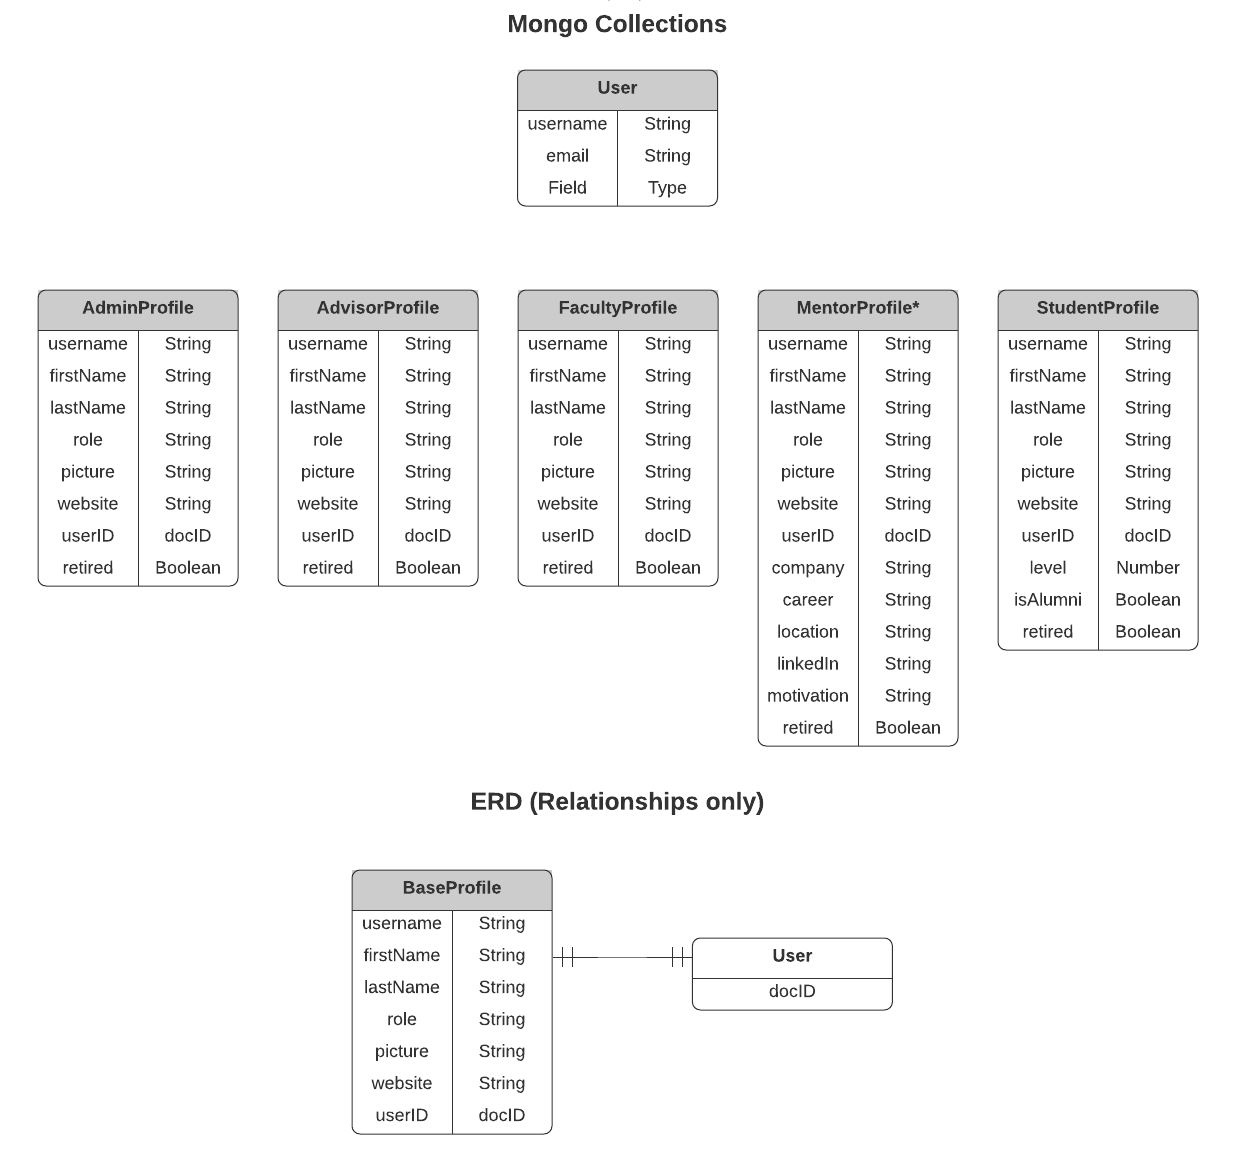 Mongo Collections
User
username String
email String
Field Type
AdminProfile
username String
firstName String
lastName String
role String
picture String
website String
userID docID
retired Boolean
AdvisorProfile
username String
firstName String
lastName String
role String
picture String
website String
userID docID
retired Boolean
FacultyProfile
username String
firstName String
lastName String
role String
picture String
website String
userID docID
retired Boolean
MentorProfile*
username String
firstName String
lastName String
role String
picture String
website String
userID docID
company String
career String
location String
linkedIn String
motivation String
retired Boolean
StudentProfile
username String
firstName String
lastName String
role String
picture String
website String
userID docID
level Number
isAlumni Boolean
retired Boolean
ERD (Relationships only)
BaseProfile
username String
firstName String
lastName String
role String
picture String
website String
userID docID
User
docID